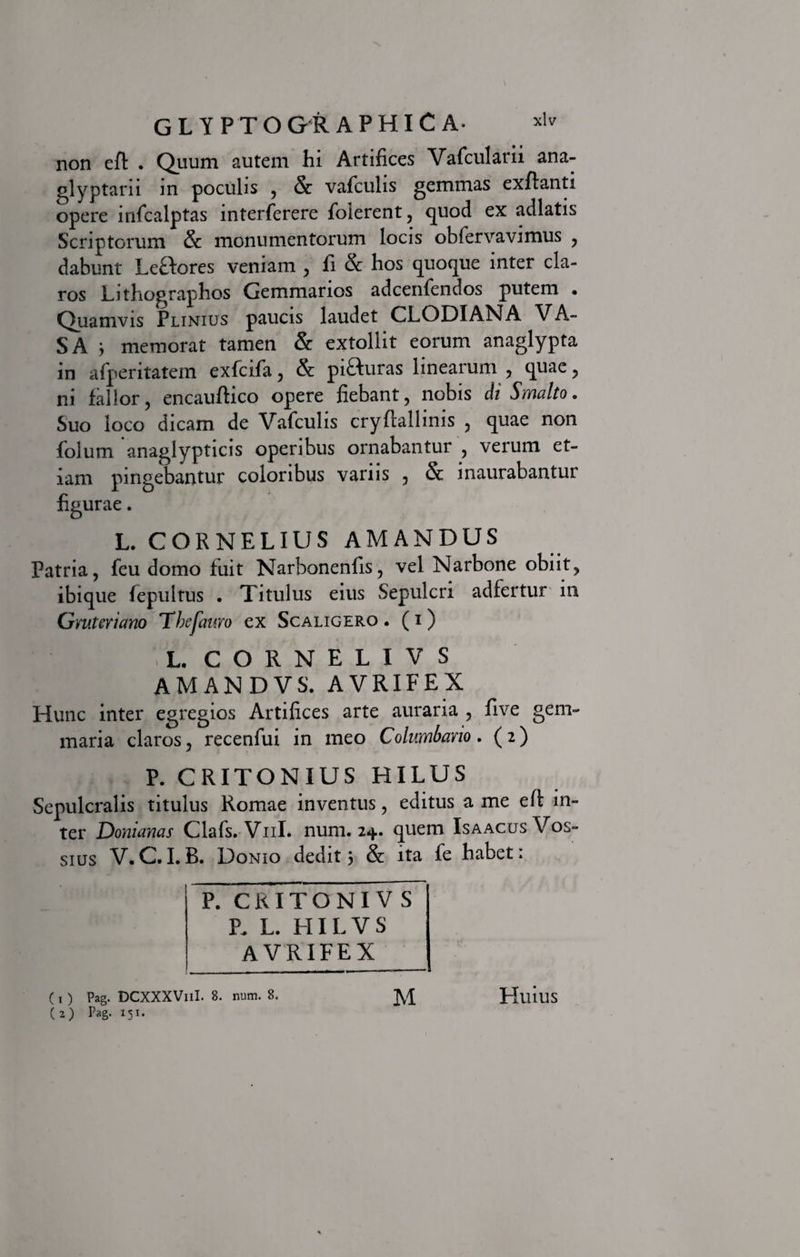 GLYPTOGRAPHICA. xlv
non eſt . Quum autem hi Artifices Vaſcularii ana-
glyptarii in poculis , & vaſculis gemmas exſtanti
opere inſcalptas interſerere ſolerent, quod ex adlatis
Scriptorum & monumentorum locis obſervavimus ,
dabunt Lectores veniam , ſi & hos quoque inter cla-
ros Lithographos Gemmarios adcenſendos putem .
Quamvis PLINIUS paucis laudet CLODIANA VA-
SA ; memorat tamen & extollit eorum anaglypta
in aſperitatem exſciſa, & picturas linearum , quae,
ni fallor, encauſtico opere fiebant, nobis di Smalto.
Suo loco dicam de Vaſculis cryſtallinis , quae non
ſolum anaglypticis operibus ornabantur , verum et-
iam pingebantur coloribus variis , & inaurabantur
figurae.
L. CORNELIUS AMANDUS
Patria, ſeu domo fuit Narbonenſis, vel Narbone obiit,
ibique ſepultus . Titulus eius Sepulcri adfertur in
Gruteriano Theſauro ex SCALIGERO. (1)
L. CORNELIVS
AMANDVS. AVRIFEX
Hunc inter egregios Artifices arte auraria , ſive gem-
maria claros, recenſui in meo Columbario. (2)
P. CRITONIUS HILUS
Sepulcralis titulus Romae inventus, editus a me eſt in-
ter Donianas Claſs. VIII. num. 24. quem ISAACUS VOS-
SIUS V.C.I.B. DONIO dedit; & ita ſe habet:
P. CRITONIVS
P. L. HILVS
AVRIFEX
(1) Pag. DCXXXVIII. 8. num. 8. M Huius
(2) Pag. 151.